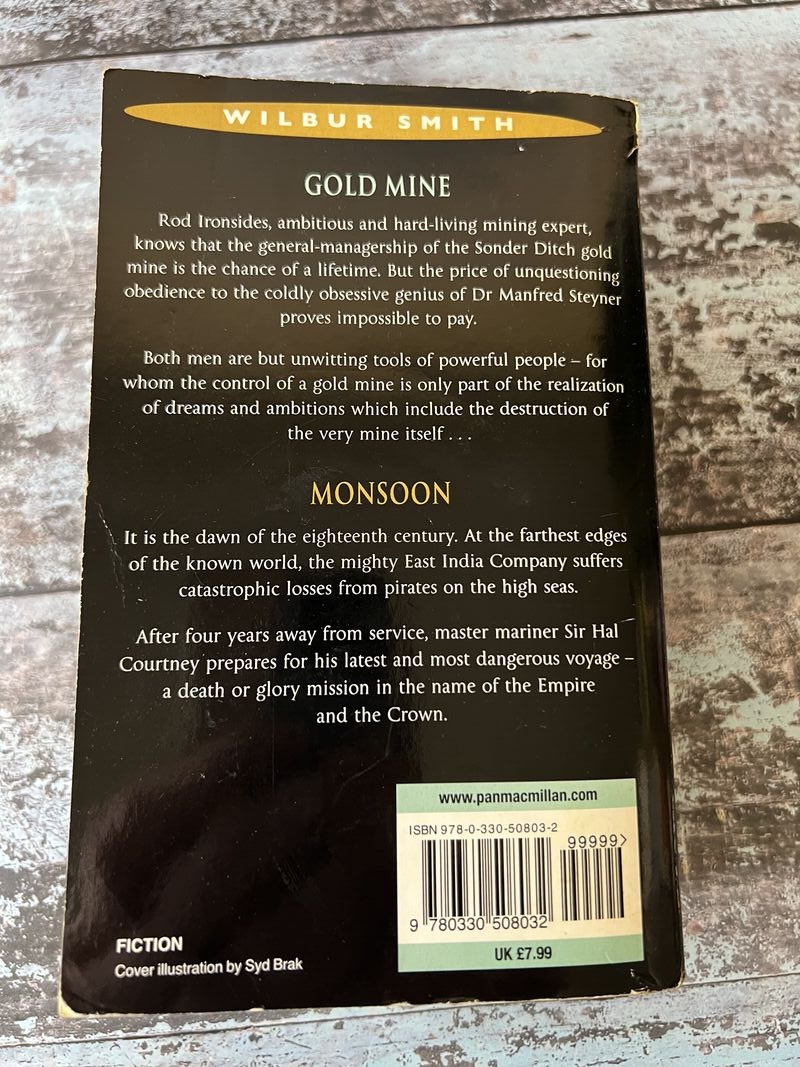 WILBUR SMITH
GOLD MINE
Rod Ironsides, ambitious and hard-living mining expert,
knows that the general-managership of the Sonder Ditch gold
mine is the chance of a lifetime. But the price of unquestioning
obedience to the coldly obsessive genius of Dr Manfred Steyner
proves impossible to pay.
Both men are but unwitting tools of powerful people – for
whom the control of a gold mine is only part of the realization
of dreams and ambitions which include the destruction of
the very mine itself . . .
MONSOON
It is the dawn of the eighteenth century. At the farthest edges
of the known world, the mighty East India Company suffers
catastrophic losses from pirates on the high seas.
After four years away from service, master mariner Sir Hal
Courtney prepares for his latest and most dangerous voyage –
a death or glory mission in the name of the Empire
and the Crown.
www.panmacmillan.com
ISBN 978-0-330-50803-2
99999>
9 780330 508032
UK £7.99
FICTION
Cover illustration by Syd Brak